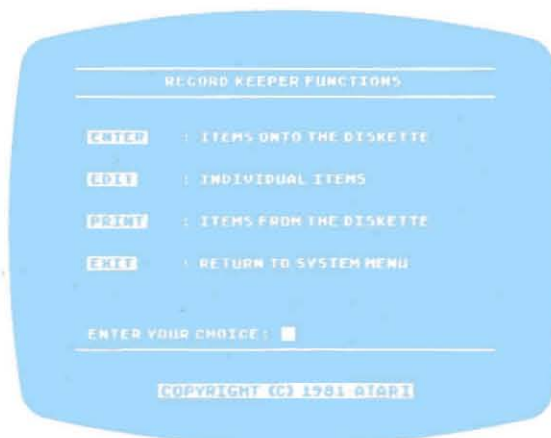 RECORD KEEPER FUNCTIONS
ENTER : ITEMS ONTO THE DISKETTE
EDIT : INDIVIDUAL ITEMS
PRINT : ITEMS FROM THE DISKETTE
EXIT : RETURN TO SYSTEM MENU
ENTER YOUR CHOICE:
COPYRIGHT (C) 1981 ATARI